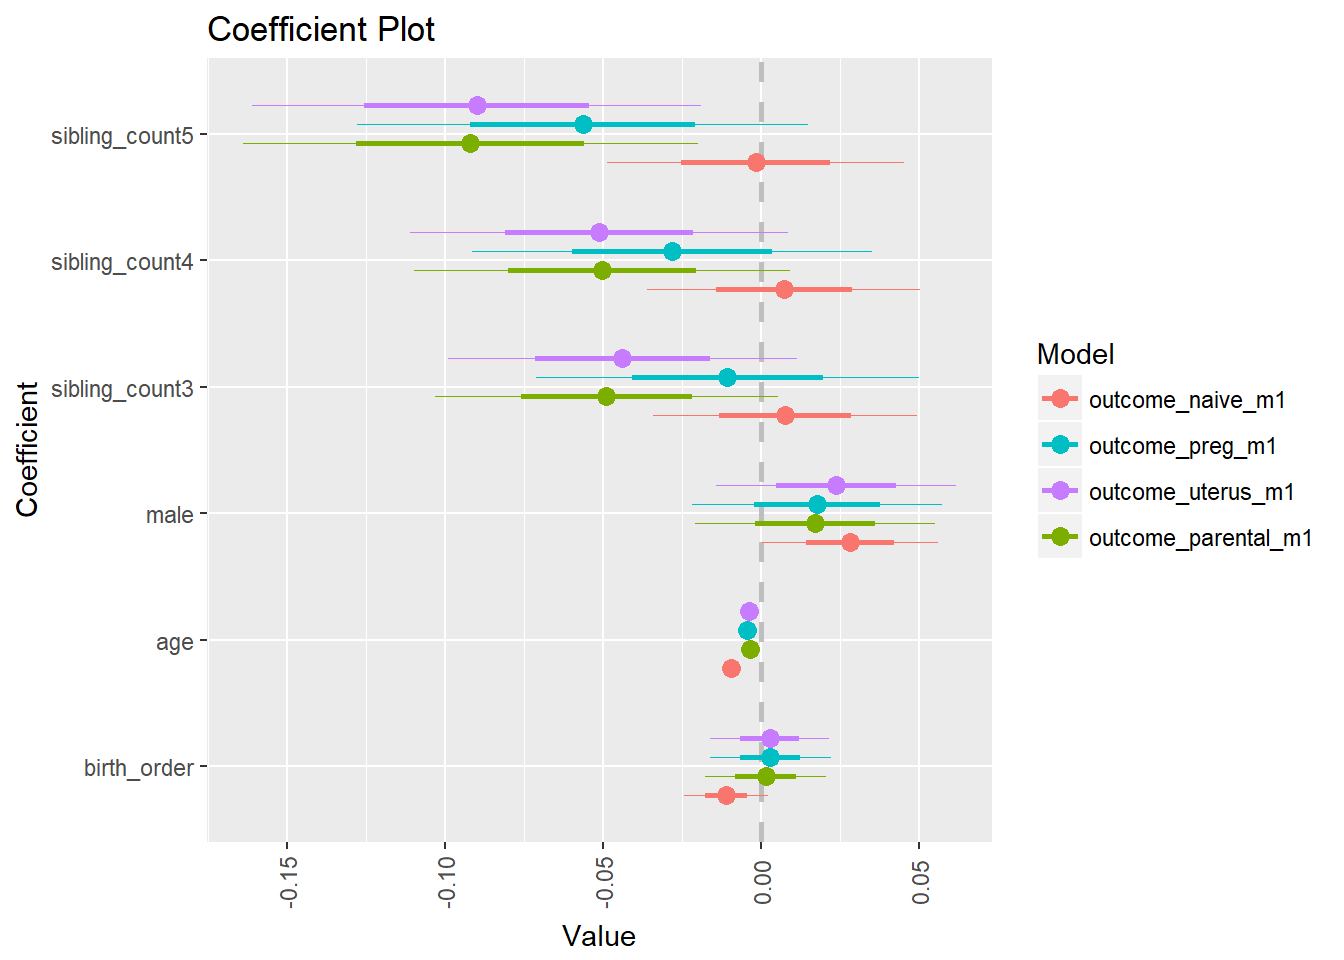 Coefficient Plot
Coefficient
sibling_count5
sibling_count4
sibling_count3
male
age
birth_order
-0.15
-0.10
-0.05
0.00
0.05
Value
Model
outcome_naive_m1
outcome_preg_m1
outcome_uterus_m1
outcome_parental_m1